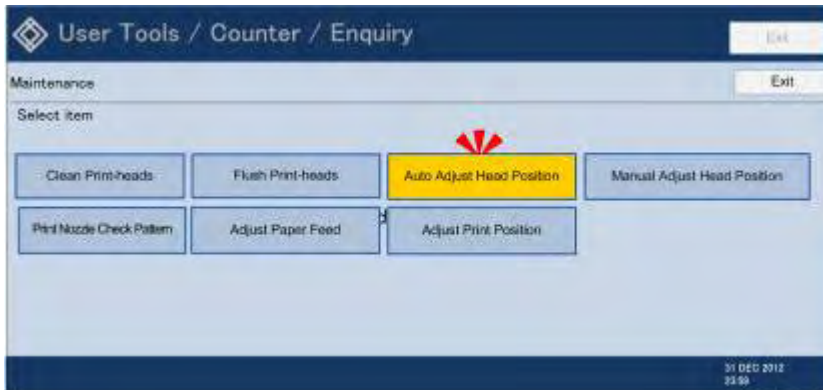 User Tools / Counter / Enquiry
Exit
Maintenance
Exit
Select item
Clean Print-heads
Flush Print-heads
Auto Adjust Head Position
Manual Adjust Head Position
Print Nozzle Check Pattern
Adjust Paper Feed
Adjust Print Position
31 DEC 2012
23:59